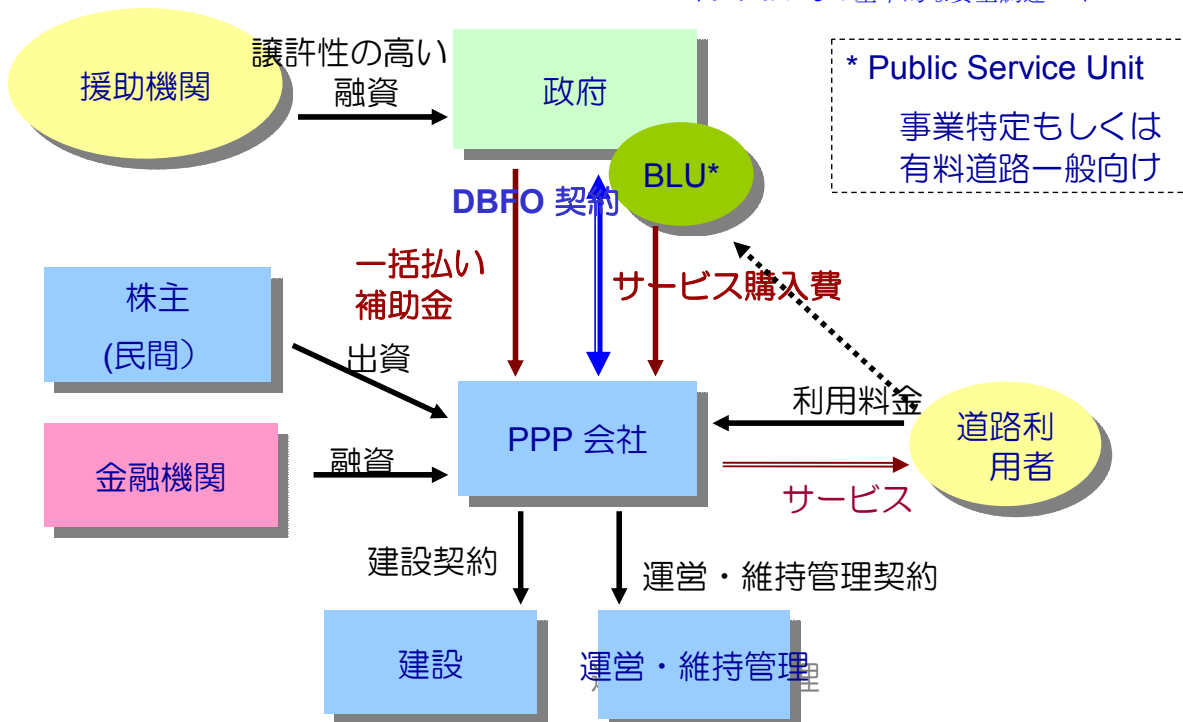 援助機関
譲許性の高い
融資
政府
* Public Service Unit
事業特定もしくは
有料道路一般向け
BLU*
DBFO 契約
一括払い
補助金
サービス購入費
株主
(民間）
出資
利用料金
PPP 会社
道路利
用者
金融機関
融資
サービス
建設契約
運営・維持管理契約
建設
運営・維持管理